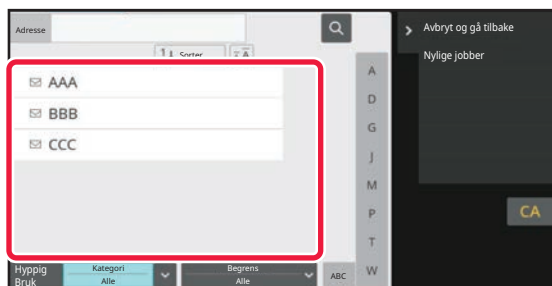 Adresse
Sorter
AAA
BBB
CCC
A
D
G
J
M
P
T
W
Hyppig
Bruk
Kategori
Alle
Begrens
Alle
ABC
Avbryt og gå tilbake
Nylige jobber
CA